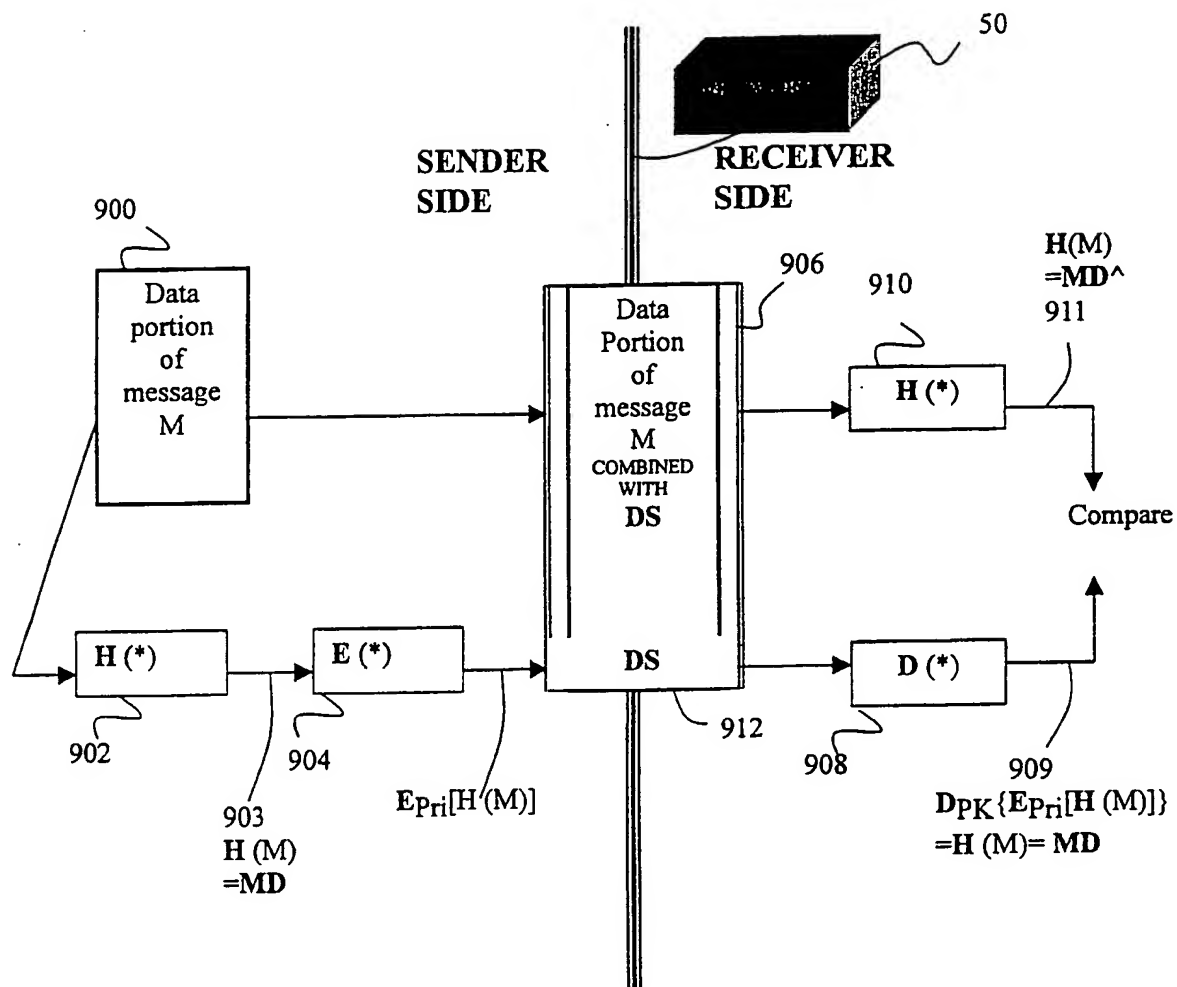 50
SENDER
SIDE
RECEIVER
SIDE
900
Data
portion
of
message
M
906
Data
Portion
of
message
M
COMBINED
WITH
DS
DS
910
H (*)
H(M)
=MD^
911
Compare
H (*)
902
903
H (M)
=MD
E (*)
904
EPri[H (M)]
912
D (*)
908
909
DPK{EPri[H (M)]}
=H (M)= MD